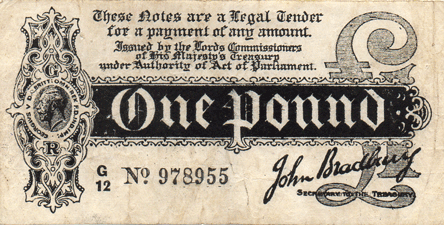 These Notes are a Legal Tender
for a payment of any amount.
Issued by the Lords Commissioners
of His Majesty's Treasury
under Authority of Act of Parliament.
£1
G
R
One Pound
G
12 No 978955
John Bradbury
SECRETARY TO THE TREASURY